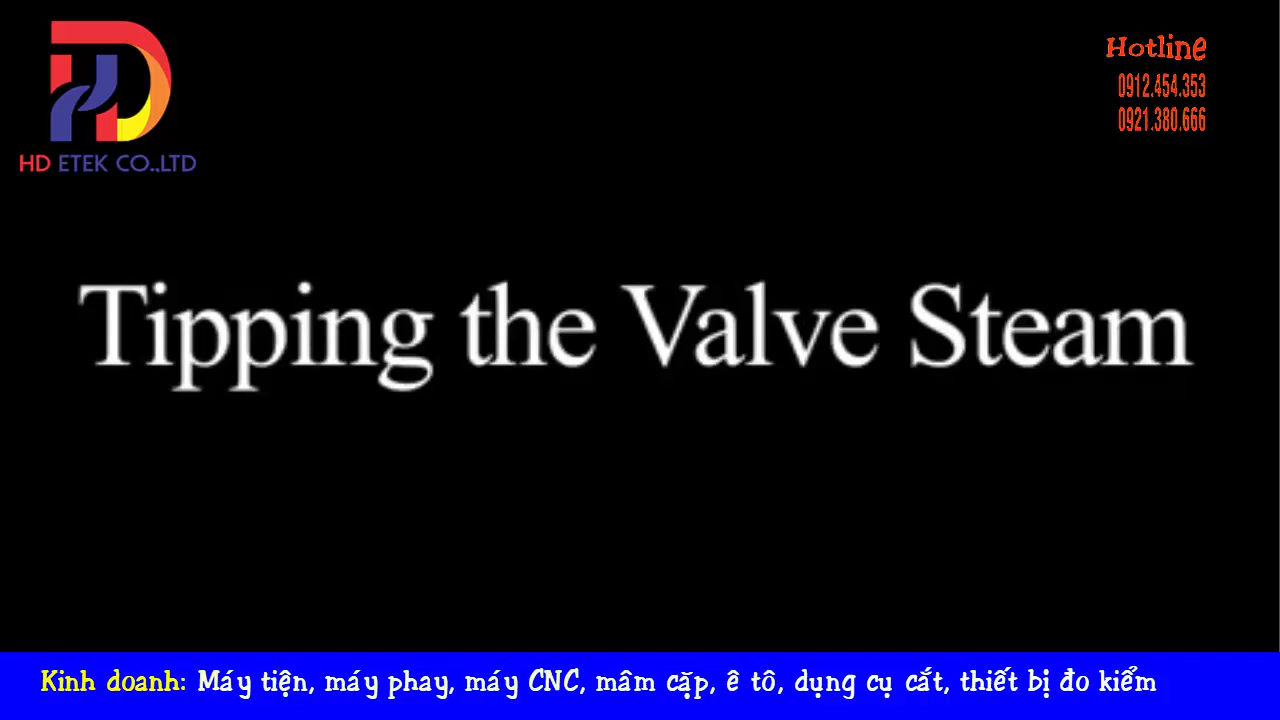 HD ETEK CO.,LTD
Hotline
0912.454.353
0921.380.666
Tipping the Valve Steam
Kinh doanh: Máy tiện, máy phay, máy CNC, mâm cặp, ê tô, dụng cụ cắt, thiết bị đo kiểm